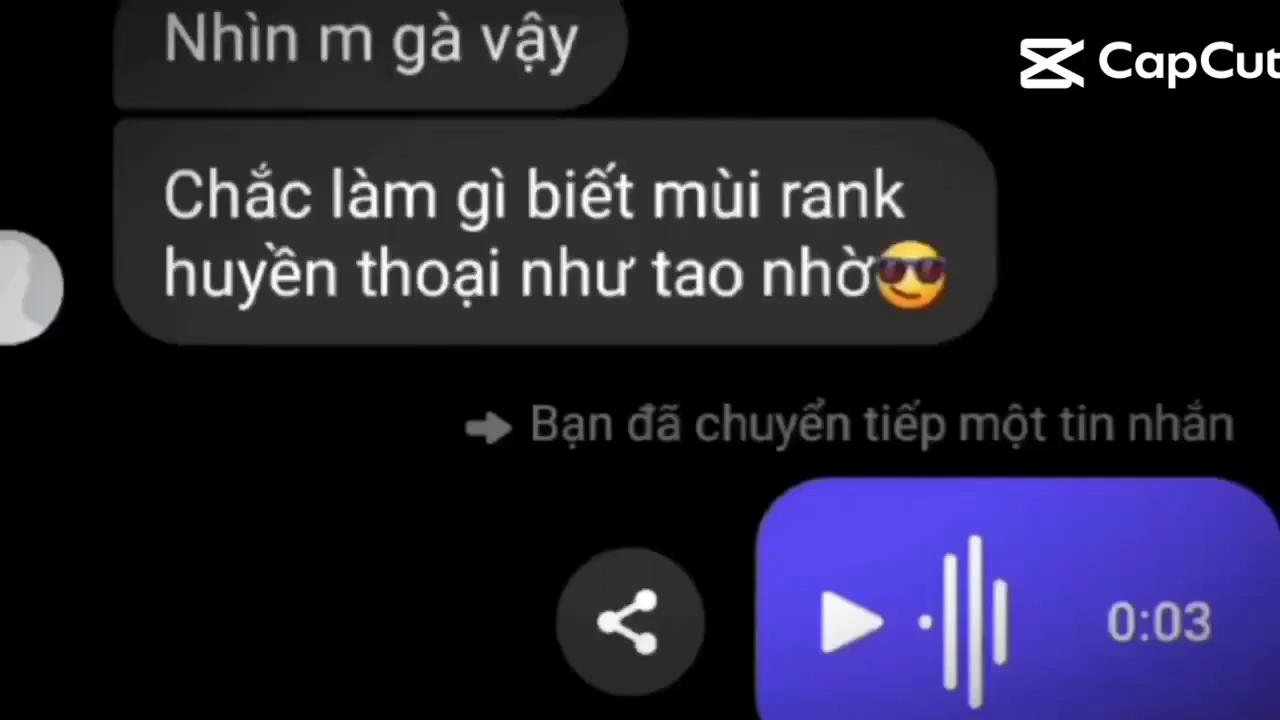 Nhìn m gà vậy
CapCut
Chắc làm gì biết mùi rank
huyền thoại như tao nhờ😎
Bạn đã chuyển tiếp một tin nhắn
0:03